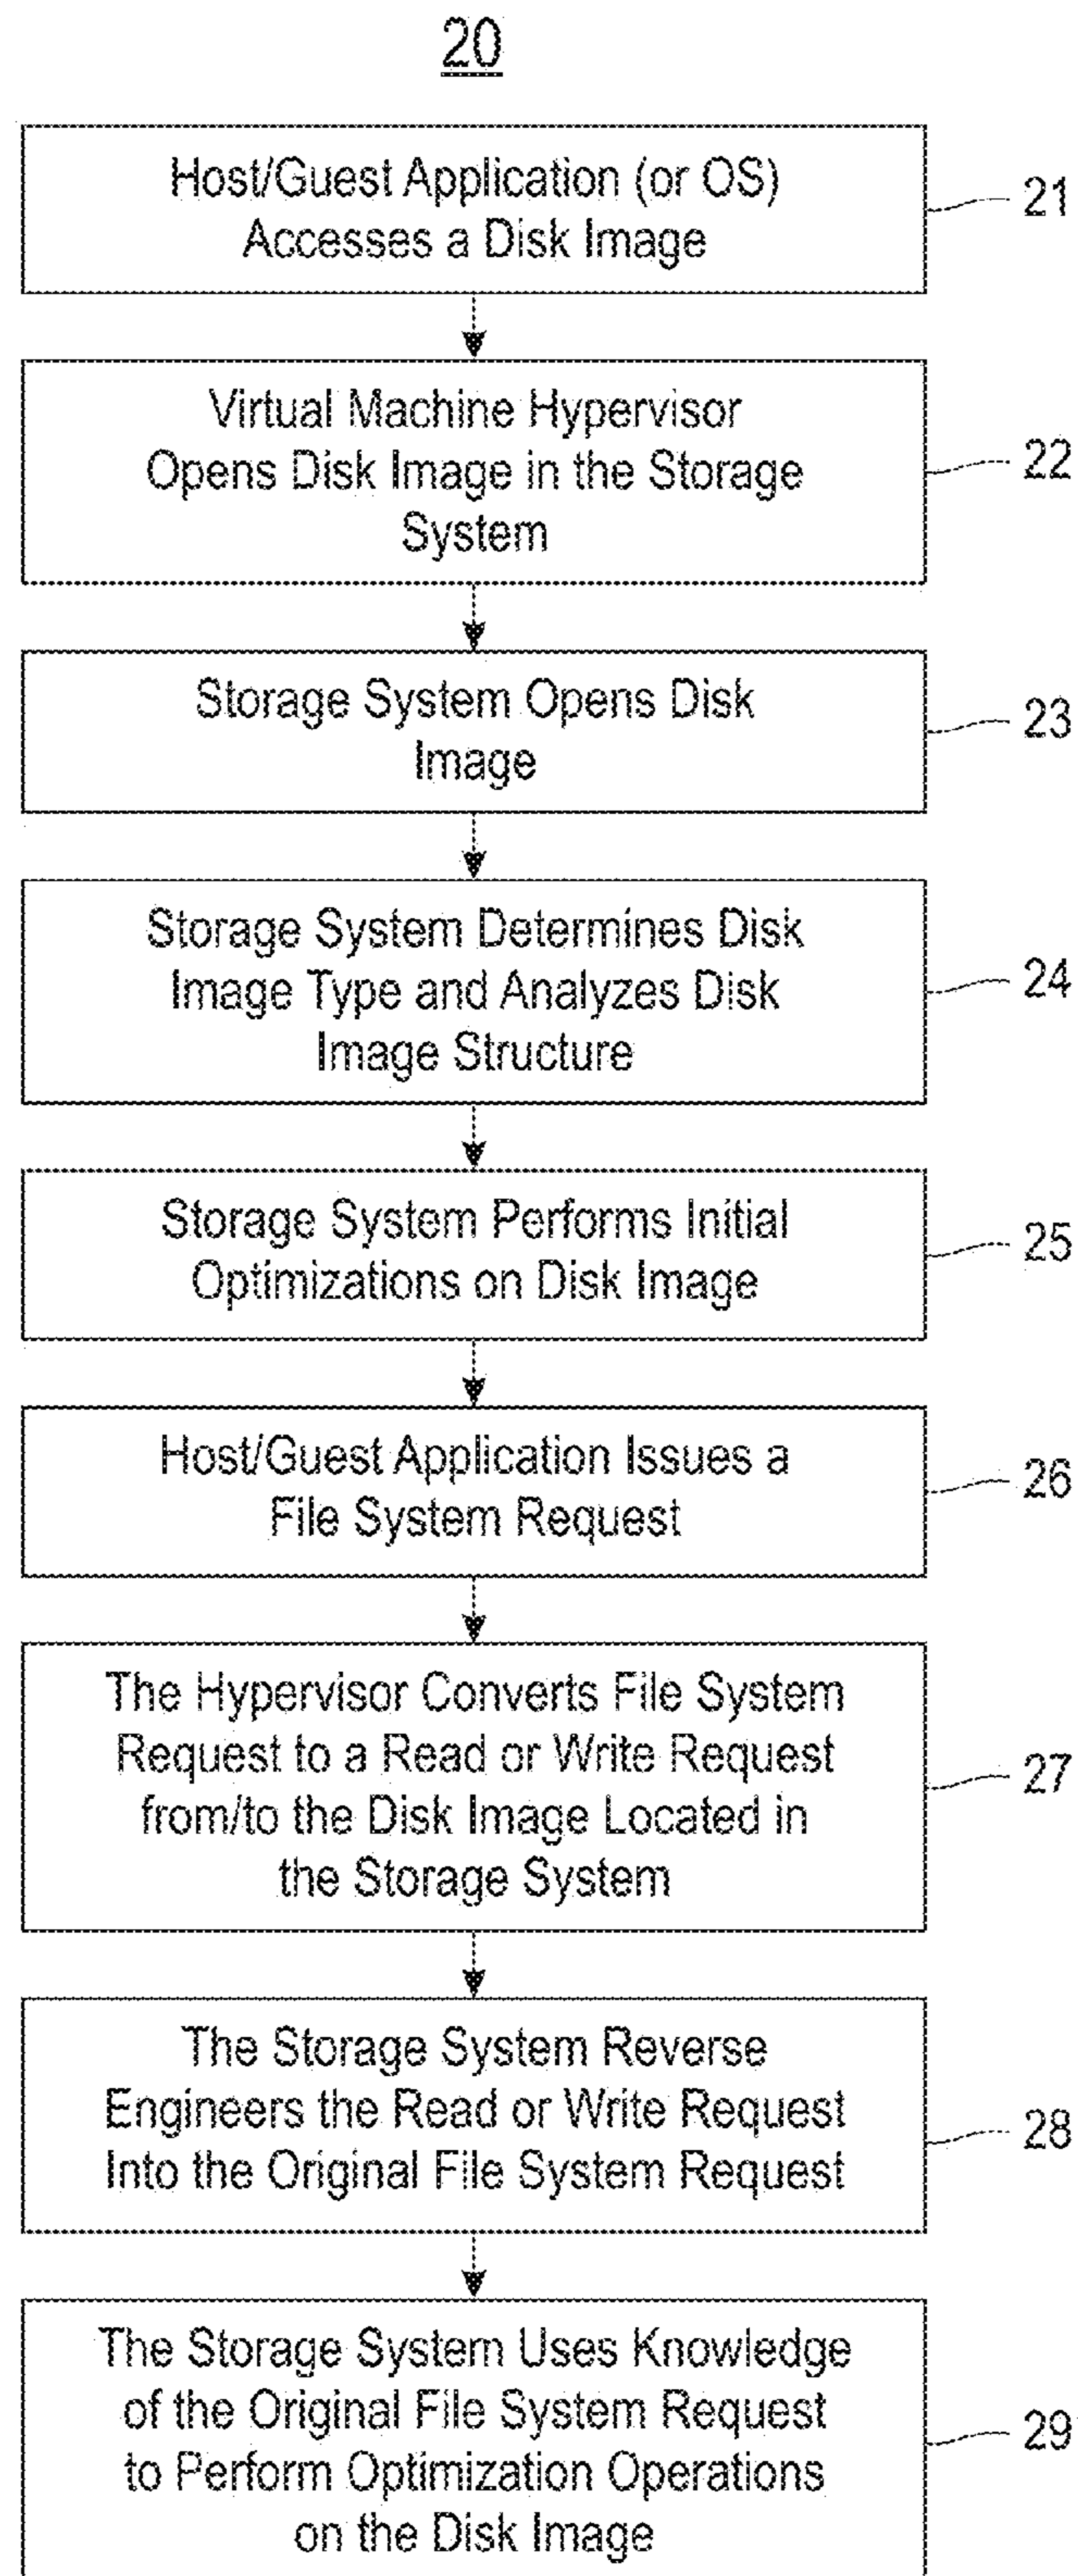 20
Host/Guest Application (or OS)
Accesses a Disk Image
21
Virtual Machine Hypervisor
Opens Disk Image in the Storage
System
22
Storage System Opens Disk
Image
23
Storage System Determines Disk
Image Type and Analyzes Disk
Image Structure
24
Storage System Performs Initial
Optimizations on Disk Image
25
Host/Guest Application Issues a
File System Request
26
The Hypervisor Converts File System
Request to a Read or Write Request
from/to the Disk Image Located in
the Storage System
27
The Storage System Reverse
Engineers the Read or Write Request
Into the Original File System Request
28
The Storage System Uses Knowledge
of the Original File System Request
to Perform Optimization Operations
on the Disk Image
29